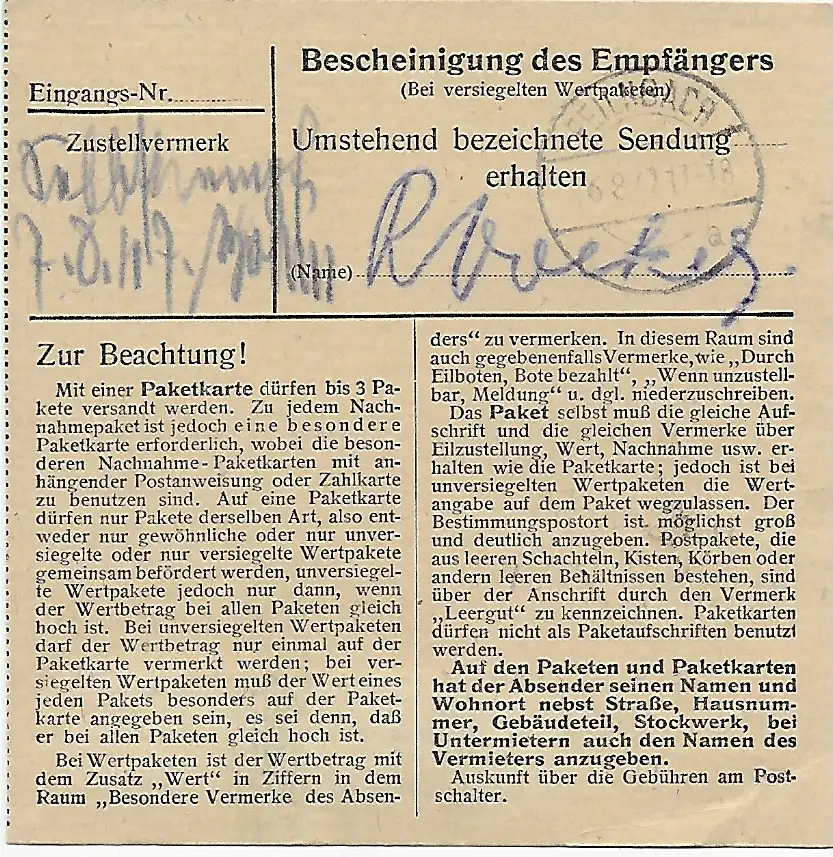 Bescheinigung des Empfängers
(Bei versiegelten Wertpaketen)
Eingangs-Nr.
Zustellvermerk
Umstehend bezeichnete Sendung
erhalten
(Name)
Zur Beachtung!
Mit einer Paketkarte dürfen bis 3 Pa-
kete versandt werden. Zu jedem Nach-
nahmepaket ist jedoch eine besondere
Paketkarte erforderlich, wobei die beson-
deren Nachnahme-Paketkarten mit an-
hängender Postanweisung oder Zahlkarte
zu benutzen sind. Auf eine Paketkarte
dürfen nur Pakete derselben Art, also ent-
weder nur gewöhnliche oder nur unver-
siegelte oder nur versiegelte Wertpakete
gemeinsam befördert werden, unversiegel-
te Wertpakete jedoch nur dann, wenn
der Wertbetrag bei allen Paketen gleich
hoch ist. Bei unversiegelten Wertpaketen
darf der Wertbetrag nur einmal auf der
Paketkarte vermerkt werden; bei ver-
siegelten Wertpaketen muß der Wert eines
jeden Pakets besonders auf der Paket-
karte angegeben sein, es sei denn, daß
er bei allen Paketen gleich hoch ist.
Bei Wertpaketen ist der Wertbetrag mit
dem Zusatz „Wert“ in Ziffern in dem
Raum „Besondere Vermerke des Absen-
ders“ zu vermerken. In diesem Raum sind
auch gegebenenfalls Vermerke, wie „Durch
Eilboten, Bote bezahlt“, „Wenn unzustell-
bar, Meldung“ u. dgl. niederzuschreiben.
Das Paket selbst muß die gleiche Auf-
schrift und die gleichen Vermerke über
Eilzustellung, Wert, Nachnahme usw. er-
halten wie die Paketkarte; jedoch ist bei
unversiegelten Wertpaketen die Wert-
angabe auf dem Paket wegzulassen. Der
Bestimmungspostort ist möglichst groß
und deutlich anzugeben. Postpakete, die
aus leeren Schachteln, Kisten, Körben oder
andern leeren Behältnissen bestehen, sind
über der Anschrift durch den Vermerk
„Leergut“ zu kennzeichnen. Paketkarten
dürfen nicht als Paketaufschriften benutzt
werden.
Auf den Paketen und Paketkarten
hat der Absender seinen Namen und
Wohnort nebst Straße, Hausnum-
mer, Gebäudeteil, Stockwerk, bei
Untermietern auch den Namen des
Vermieters anzugeben.
Auskunft über die Gebühren am Post-
schalter.